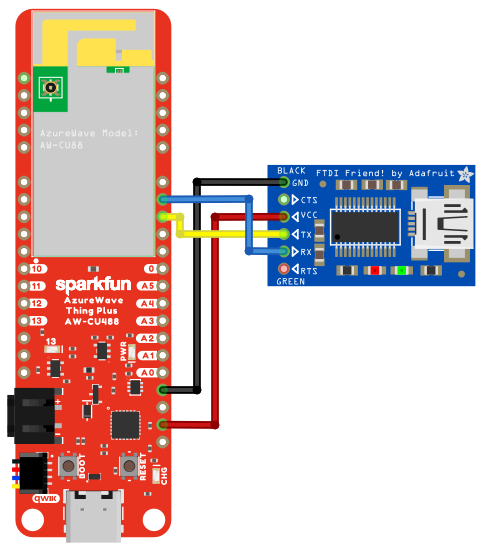 AzureWave Model:
AW-CU88
10
11
12
13
0
A5
A4
A3
A2
A1
A0
sparkfun
AzureWave
Thing Plus
AW-CU488
13
PWR
+
-
BOOT
RESET
CHG
qwiic
BLACK
GND
CTS
VCC
TX
RX
RTS
GREEN
FTDI Friend! by Adafruit